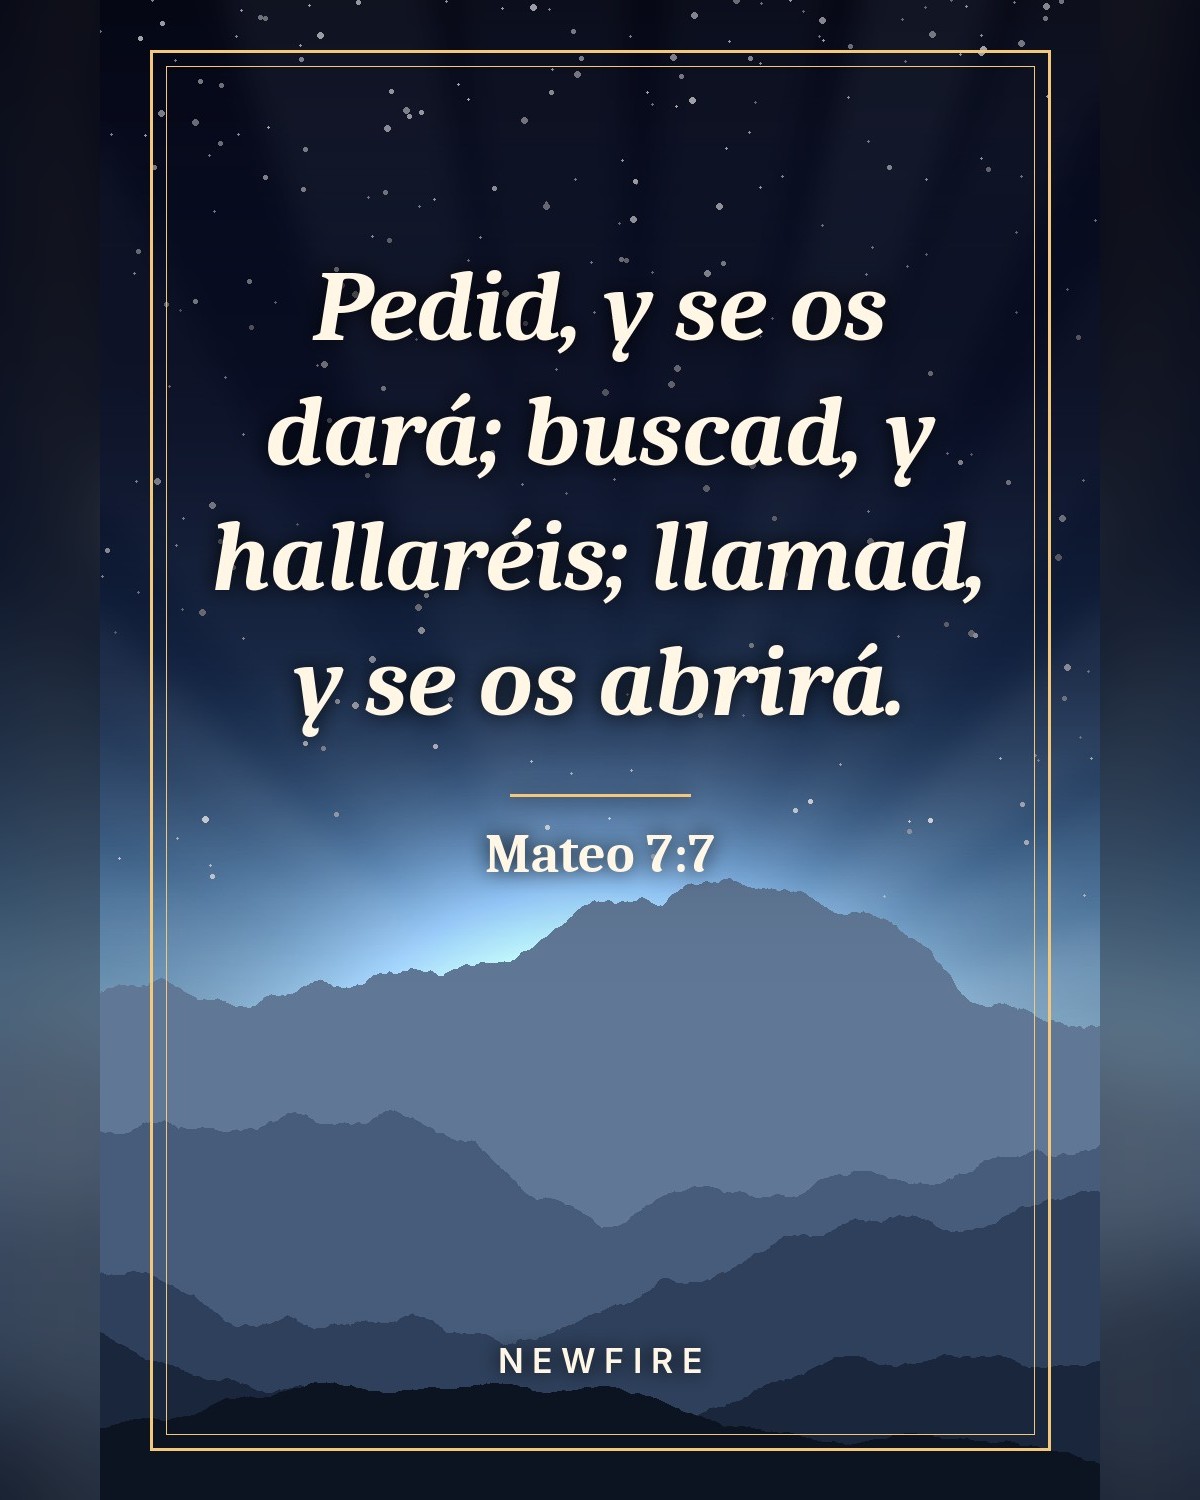 Pedid, y se os
dará; buscad, y
hallaréis; llamad,
y se os abrirá.
Mateo 7:7
NEWFIRE